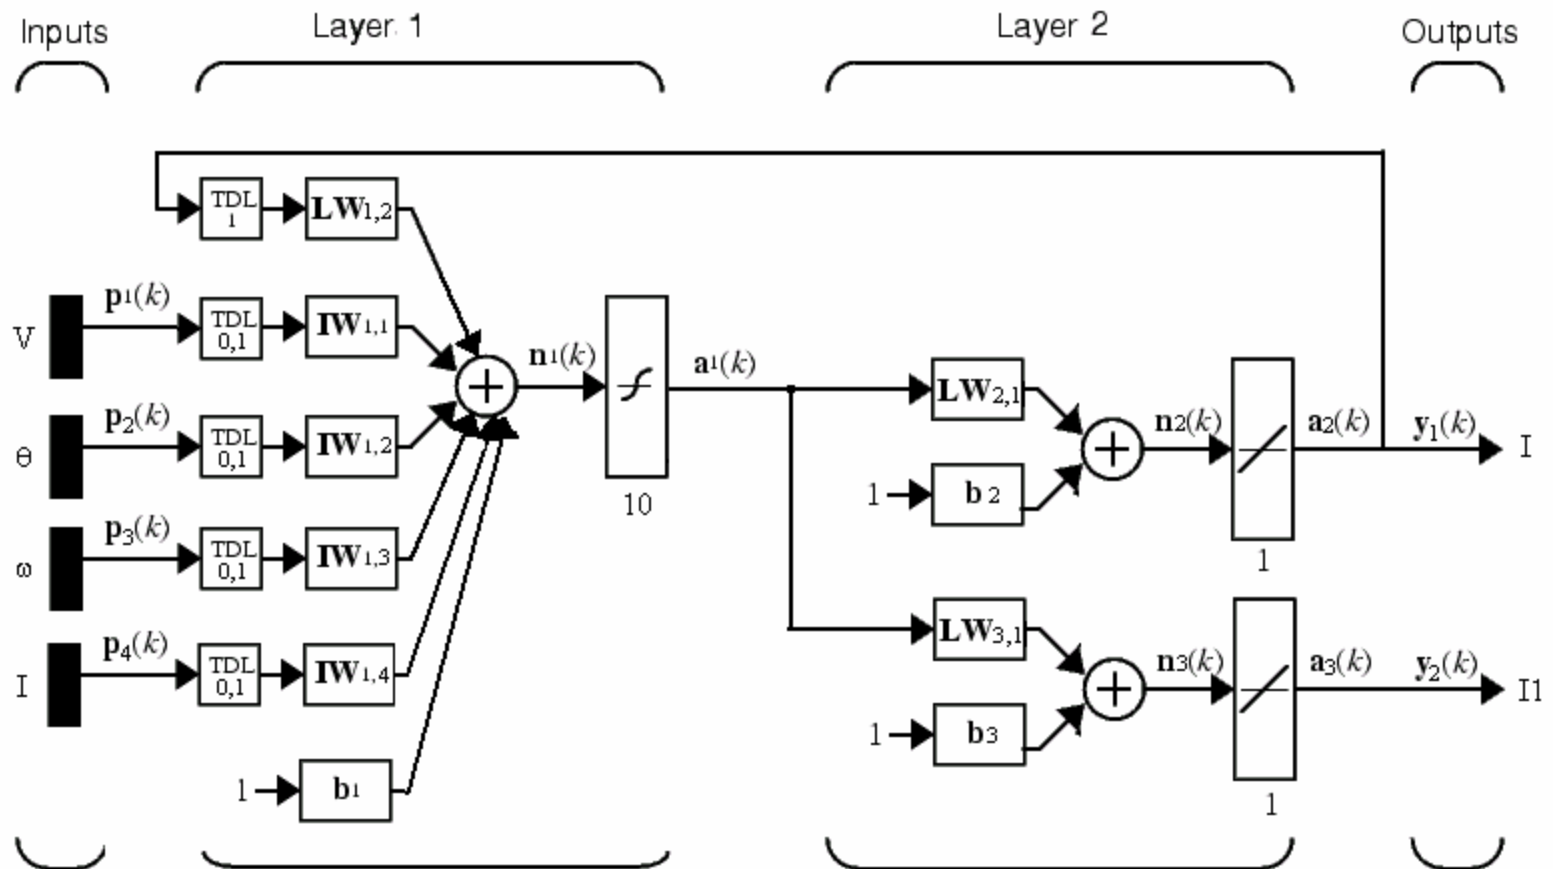 Inputs
Layer 1
Layer 2
Outputs
TDL
1
LW1,2
V
p1(k)
TDL
0,1
IW1,1
θ
p2(k)
TDL
0,1
IW1,2
ω
p3(k)
TDL
0,1
IW1,3
I
p4(k)
TDL
0,1
IW1,4
1
b1
n1(k)
10
a1(k)
LW2,1
1
b 2
n2(k)
1
a2(k)
y1(k)
I
LW3,1
1
b3
n3(k)
1
a3(k)
y2(k)
I1